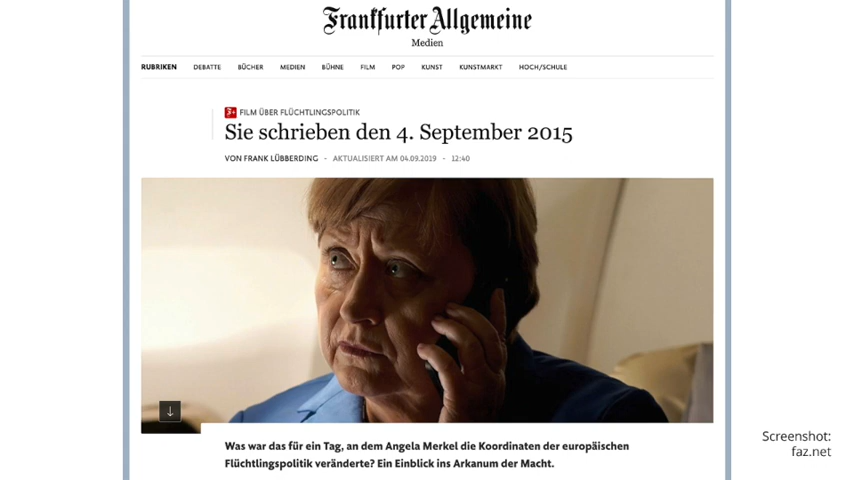 Frankfurter Allgemeine
Medien
RUBRIKEN DEBATTE BÜCHER MEDIEN BÜHNE FILM POP KUNST KUNSTMARKT HOCH/SCHULE
F+ FILM ÜBER FLÜCHTLINGSPOLITIK
Sie schrieben den 4. September 2015
VON FRANK LÜBBERDING - AKTUALISIERT AM 04.09.2019 - 12:40
Was war das für ein Tag, an dem Angela Merkel die Koordinaten der europäischen
Flüchtlingspolitik veränderte? Ein Einblick ins Arkanum der Macht.
Screenshot:
faz.net